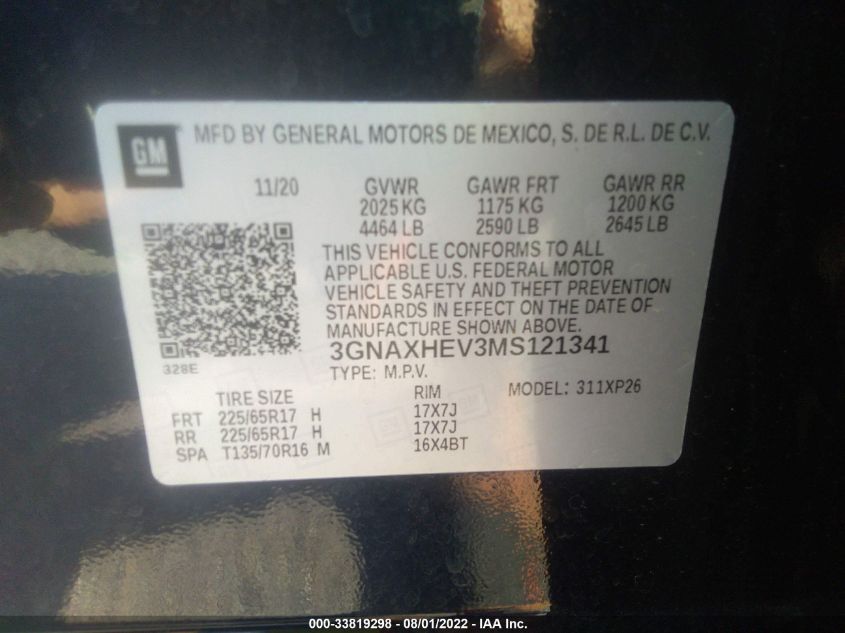 GM MFD BY GENERAL MOTORS DE MEXICO, S. DE R.L. DE C.V.
11/20 GVWR GAWR FRT GAWR RR
2025 KG 1175 KG 1200 KG
4464 LB 2590 LB 2645 LB
THIS VEHICLE CONFORMS TO ALL
APPLICABLE U.S. FEDERAL MOTOR
VEHICLE SAFETY AND THEFT PREVENTION
STANDARDS IN EFFECT ON THE DATE OF
MANUFACTURE SHOWN ABOVE.
3GNAXHEV3MS121341
328E
TYPE: M.P.V.
TIRE SIZE RIM MODEL: 311XP26
FRT 225/65R17 H 17X7J
RR 225/65R17 H 17X7J
SPA T135/70R16 M 16X4BT
000-33819298 - 08/01/2022 - IAA Inc.